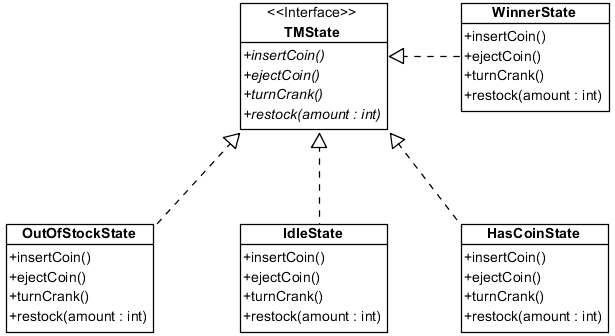 <<Interface>>
TMState
+insertCoin()
+ejectCoin()
+turnCrank()
+restock(amount : int)
WinnerState
+insertCoin()
+ejectCoin()
+turnCrank()
+restock(amount : int)
OutOfStockState
+insertCoin()
+ejectCoin()
+turnCrank()
+restock(amount : int)
IdleState
+insertCoin()
+ejectCoin()
+turnCrank()
+restock(amount : int)
HasCoinState
+insertCoin()
+ejectCoin()
+turnCrank()
+restock(amount : int)